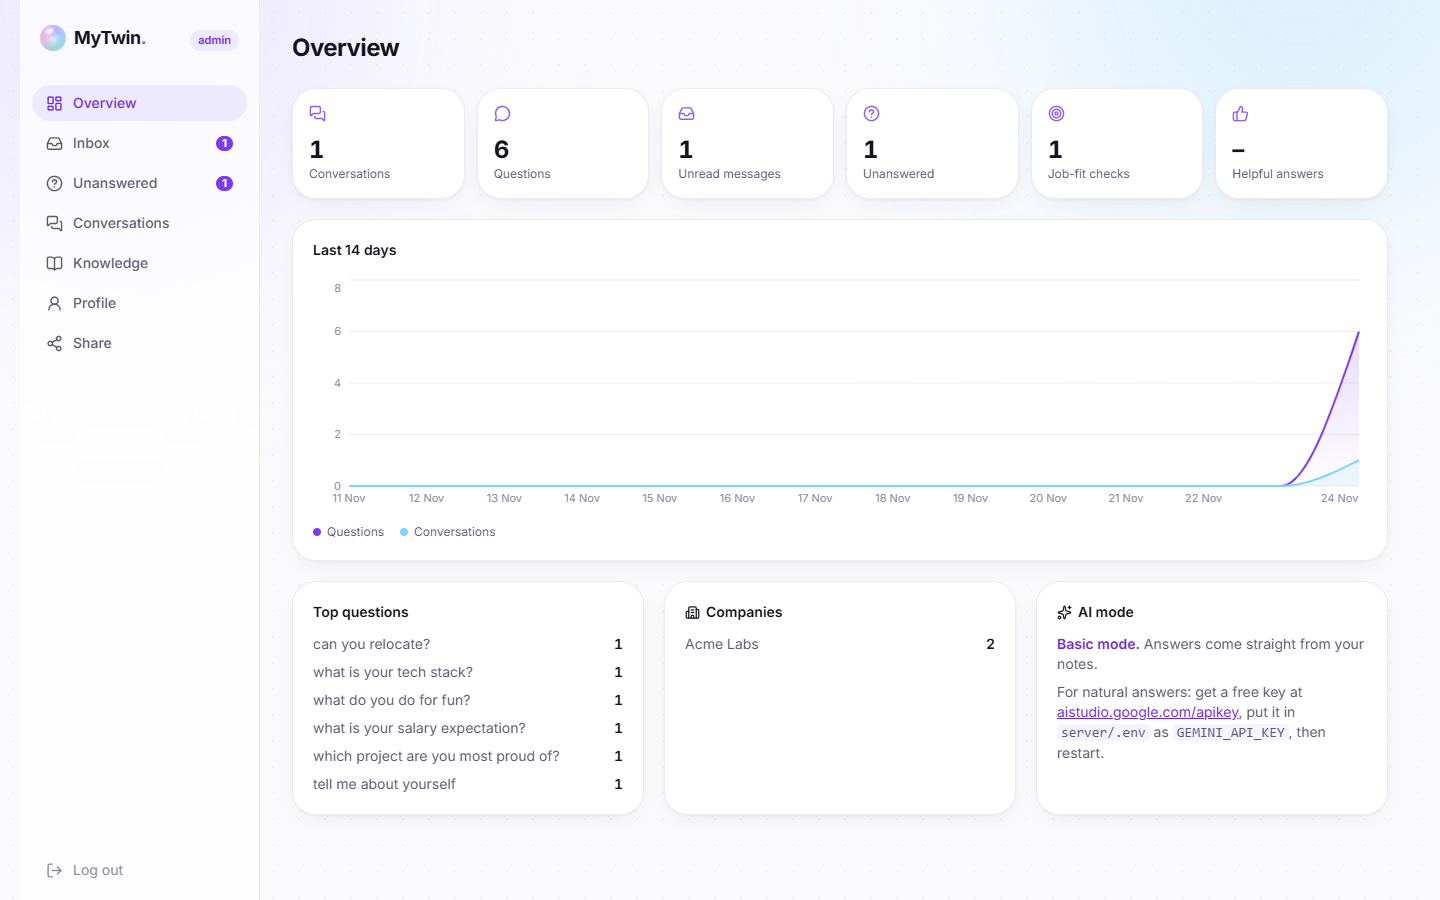 MyTwin.
admin
Overview
Inbox
1
Unanswered
1
Conversations
Knowledge
Profile
Share
Log out
Overview
1
Conversations
6
Questions
1
Unread messages
1
Unanswered
1
Job-fit checks
–
Helpful answers
Last 14 days
8
6
4
2
0
11 Nov
12 Nov
13 Nov
14 Nov
15 Nov
16 Nov
17 Nov
18 Nov
19 Nov
20 Nov
21 Nov
22 Nov
24 Nov
Questions
Conversations
Top questions
can you relocate? 1
what is your tech stack? 1
what do you do for fun? 1
what is your salary expectation? 1
which project are you most proud of? 1
tell me about yourself 1
Companies
Acme Labs 2
AI mode
Basic mode. Answers come straight from your
notes.
For natural answers: get a free key at
aistudio.google.com/apikey, put it in
server/.env as GEMINI_API_KEY, then
restart.